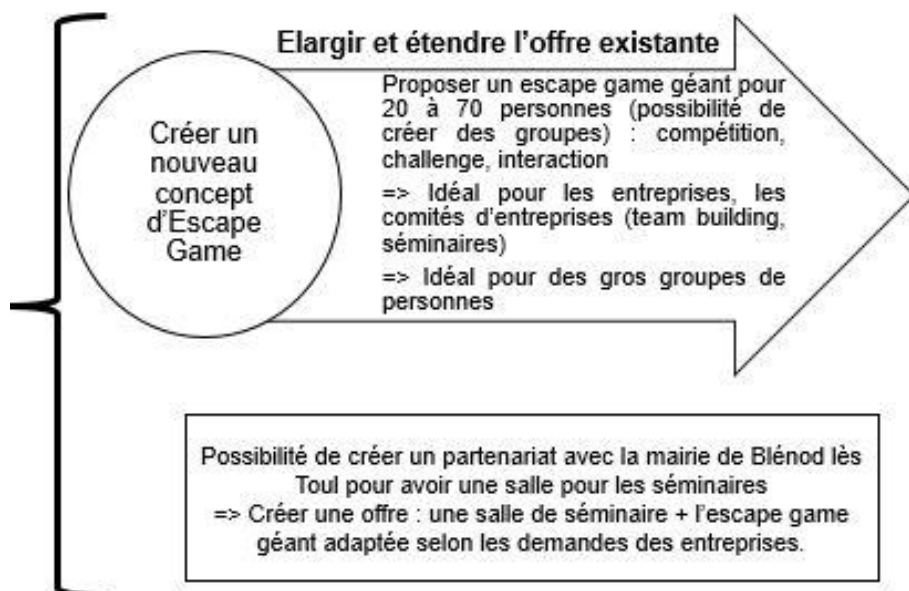 Elargir et étendre l'offre existante
Créer un
nouveau
concept
d'Escape
Game
Proposer un escape game géant pour
20 à 70 personnes (possibilité de
créer des groupes) : compétition,
challenge, interaction
=> Idéal pour les entreprises, les
comités d'entreprises (team building,
séminaires)
=> Idéal pour des gros groupes de
personnes
Possibilité de créer un partenariat avec la mairie de Blénod lès
Toul pour avoir une salle pour les séminaires
=> Créer une offre : une salle de séminaire + l'escape game
géant adaptée selon les demandes des entreprises.